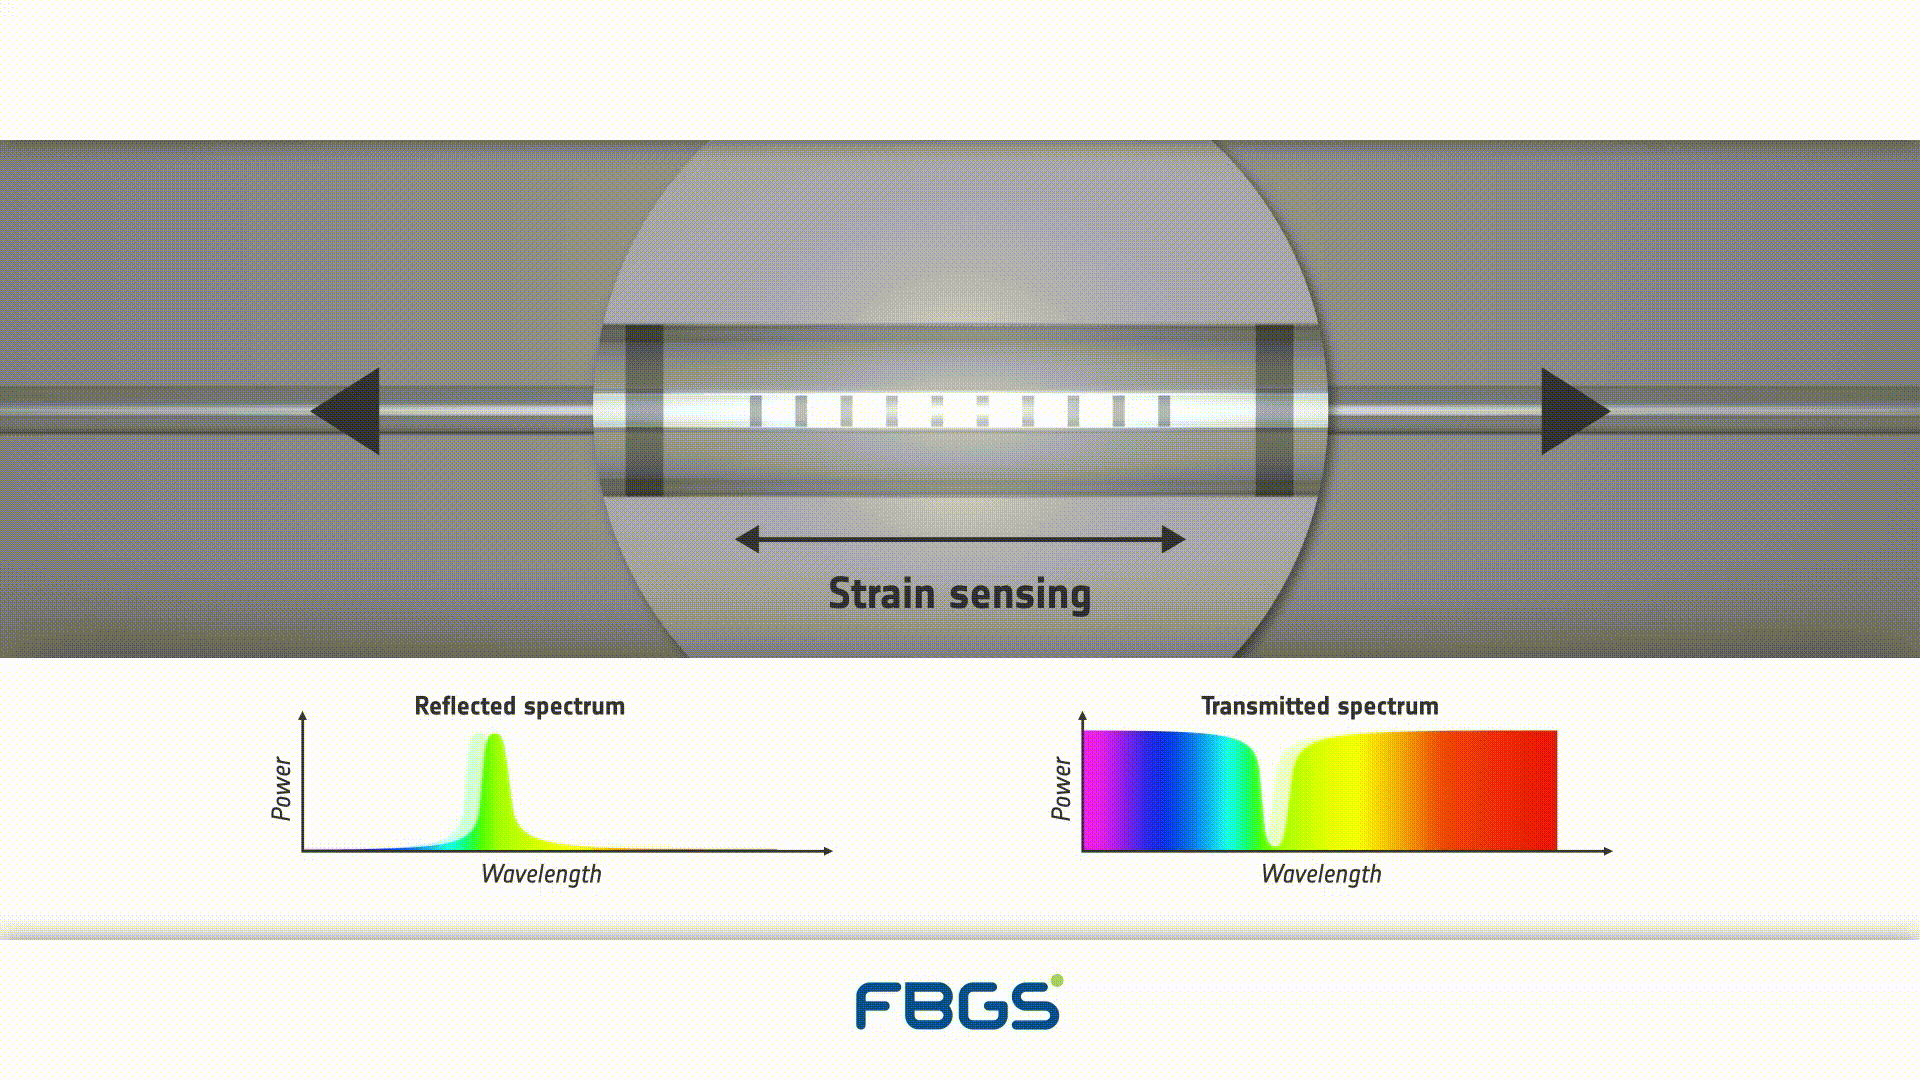 Strain sensing
Reflected spectrum
Power
Wavelength
Transmitted spectrum
Power
Wavelength
FBGS